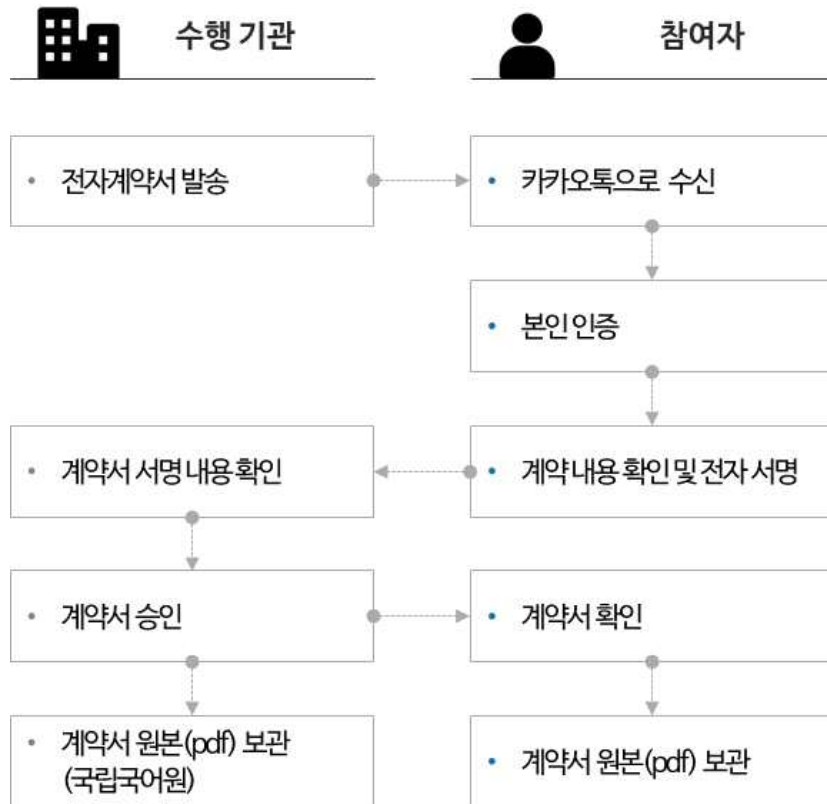 수행 기관
참여자
• 전자계약서 발송
• 카카오톡으로 수신
• 본인 인증
• 계약서 서명 내용 확인
• 계약 내용 확인 및 전자 서명
• 계약서 승인
• 계약서 확인
• 계약서 원본(pdf) 보관
(국립국어원)
• 계약서 원본(pdf) 보관